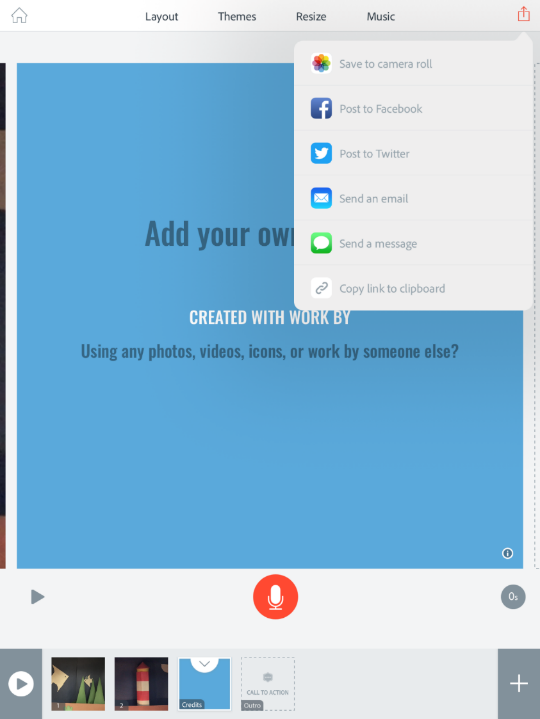 Layout Themes Resize Music
Save to camera roll
Post to Facebook
Post to Twitter
Send an email
Send a message
Copy link to clipboard
Add your own
CREATED WITH WORK BY
Using any photos, videos, icons, or work by someone else?
0s
1
2
Credits
CALL TO ACTION
Outro